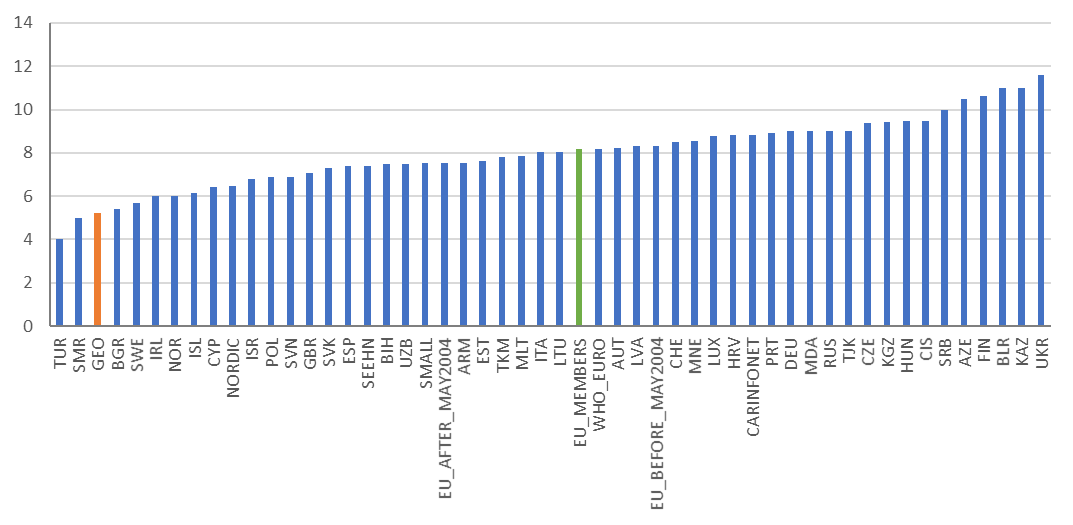 14
12
10
8
6
4
2
0
TUR
SMR
GEO
BGR
SWE
IRL
NOR
ISL
CYP
NORDIC
ISR
POL
SVN
GBR
SVK
ESP
SEEHN
BIH
UZB
SMALL
EU_AFTER_MAY2004
ARM
EST
TKM
MLT
ITA
LTU
EU_MEMBERS
WHO_EURO
AUT
LVA
EU_BEFORE_MAY2004
CHE
MNE
LUX
HRV
CARINFONET
PRT
DEU
MDA
RUS
TJK
CZE
KGZ
HUN
CIS
SRB
AZE
FIN
BLR
KAZ
UKR